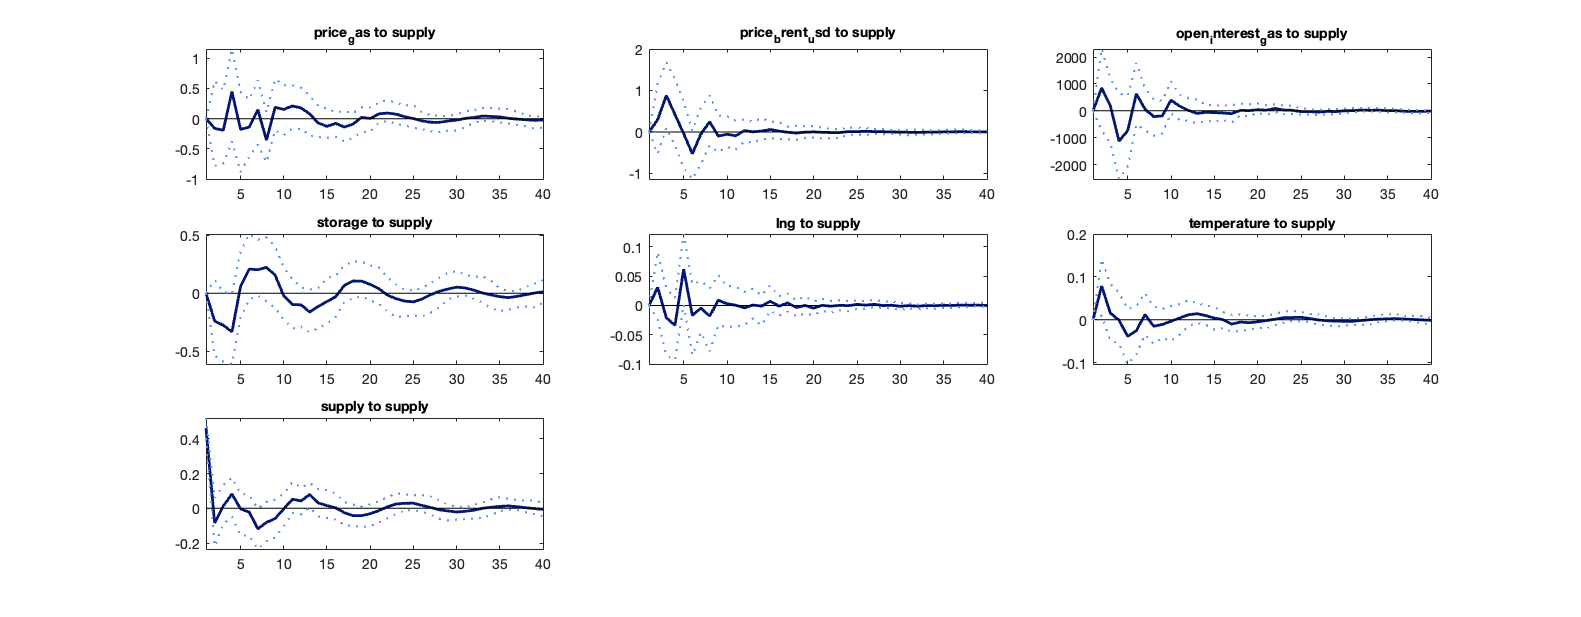 price_gas to supply
1
0.5
0
-0.5
-1
5 10 15 20 25 30 35 40
price_brent_usd to supply
2
1
0
-1
5 10 15 20 25 30 35 40
open_interest_gas to supply
2000
1000
0
-1000
-2000
5 10 15 20 25 30 35 40
storage to supply
0.5
0
-0.5
5 10 15 20 25 30 35 40
lng to supply
0.1
0.05
0
-0.05
-0.1
5 10 15 20 25 30 35 40
temperature to supply
0.2
0.1
0
-0.1
5 10 15 20 25 30 35 40
supply to supply
0.4
0.2
0
-0.2
5 10 15 20 25 30 35 40